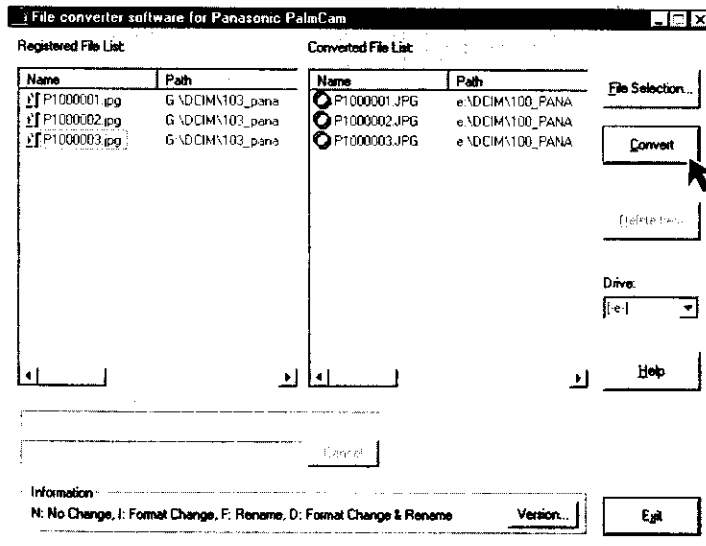 File converter software for Panasonic PalmCam
Registered File List:
Converted File List:
Name Path
Name Path
P1000001.jpg G:\DCIM\103_pana
P1000001.JPG e:\DCIM\100_PANA
File Selection...
P1000002.jpg G:\DCIM\103_pana
P1000002.JPG e:\DCIM\100_PANA
P1000003.jpg G:\DCIM\103_pana
P1000003.JPG e:\DCIM\100_PANA
Convert
Drive:
[-e-]
Help
Cancel
Information
N: No Change, I: Format Change, F: Rename, D: Format Change & Rename
Version...
Exit